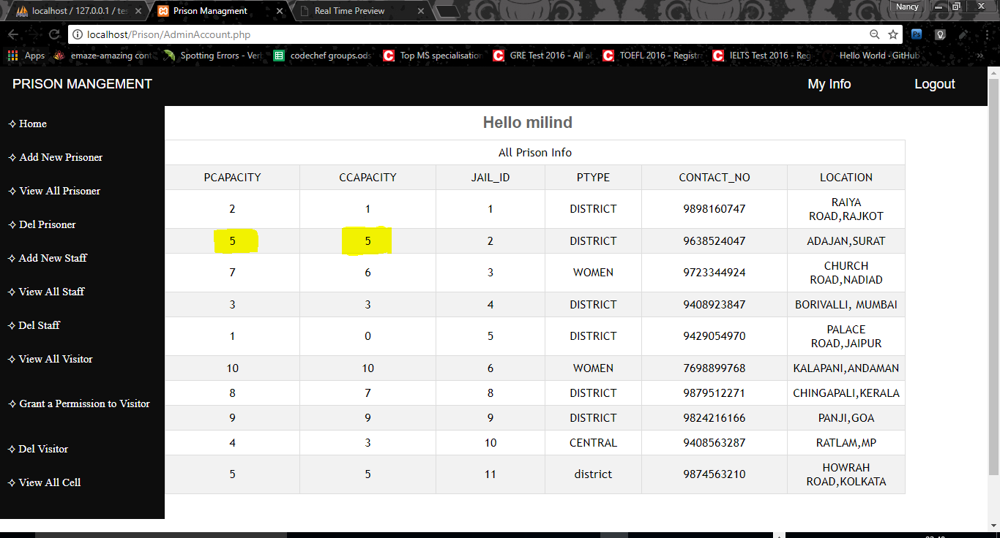 localhost / 127.0.0.1 / tes
Prison Managment
Real Time Preview
Nancy
localhost/Prison/AdminAccount.php
Apps
emaze-amazing cont
Spotting Errors - Verb
codechef groups.ods
Top MS specialisation
GRE Test 2016 - All a
TOEFL 2016 - Registr
IELTS Test 2016 - Reg
Hello World · GitHub
PRISON MANGEMENT
My Info Logout
Home
Add New Prisoner
View All Prisoner
Del Prisoner
Add New Staff
View All Staff
Del Staff
View All Visitor
Grant a Permission to Visitor
Del Visitor
View All Cell
Hello milind
All Prison Info
PCAPACITY CCAPACITY JAIL_ID PTYPE CONTACT_NO LOCATION
2 1 1 DISTRICT 9898160747 RAIYA
ROAD,RAJKOT
5 5 2 DISTRICT 9638524047 ADAJAN,SURAT
7 6 3 WOMEN 9723344924 CHURCH
ROAD,NADIAD
3 3 4 DISTRICT 9408923847 BORIVALLI, MUMBAI
1 0 5 DISTRICT 9429054970 PALACE
ROAD,JAIPUR
10 10 6 WOMEN 7698899768 KALAPANI,ANDAMAN
8 7 8 DISTRICT 9879512271 CHINGAPALI,KERALA
9 9 9 DISTRICT 9824216166 PANJI,GOA
4 3 10 CENTRAL 9408563287 RATLAM,MP
5 5 11 district 9874563210 HOWRAH
ROAD,KOLKATA